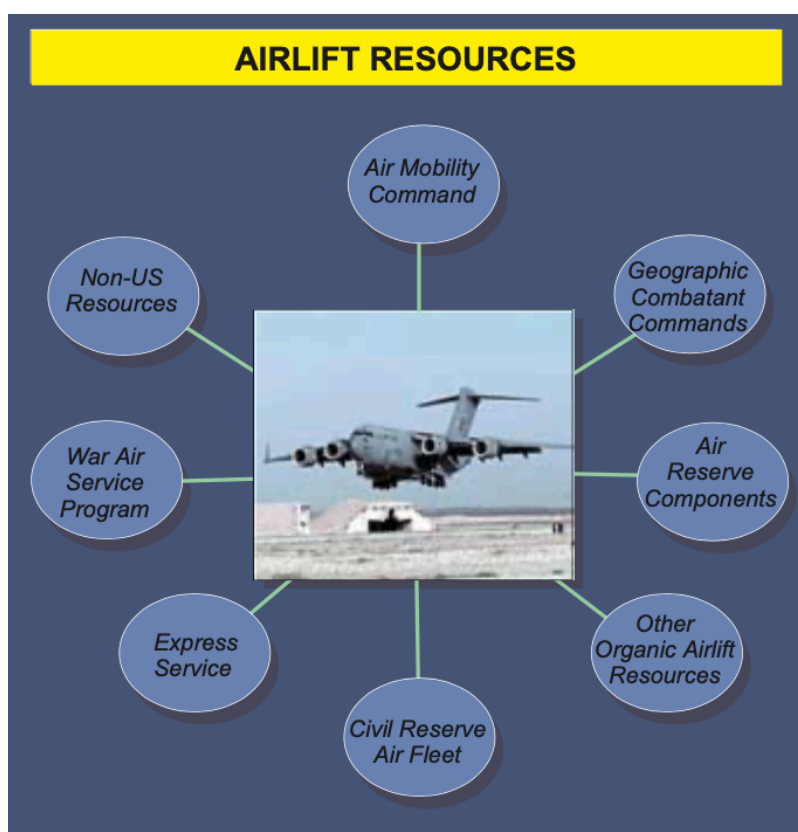 AIRLIFT RESOURCES
Air Mobility
Command
Geographic
Combatant
Commands
Air
Reserve
Components
Other
Organic Airlift
Resources
Civil Reserve
Air Fleet
Express
Service
War Air
Service
Program
Non-US
Resources